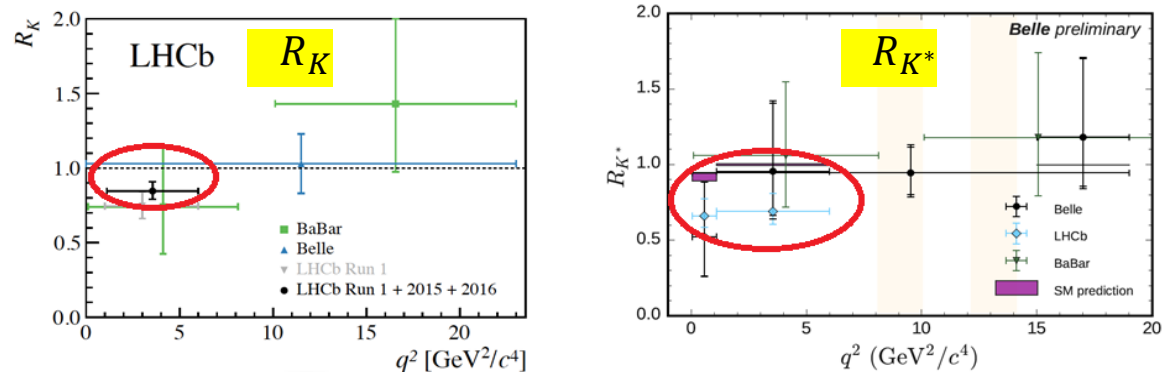 R_K
2.0
1.5
1.0
0.5
0.0
LHCb
R_K
BaBar
Belle
LHCb Run 1
LHCb Run 1 + 2015 + 2016
0 5 10 15 20
q² [GeV²/c⁴]
R_K*
2.0
1.5
1.0
0.5
0.0
Belle preliminary
R_K*
Belle
LHCb
BaBar
SM prediction
0 5 10 15 20
q² (GeV²/c⁴)